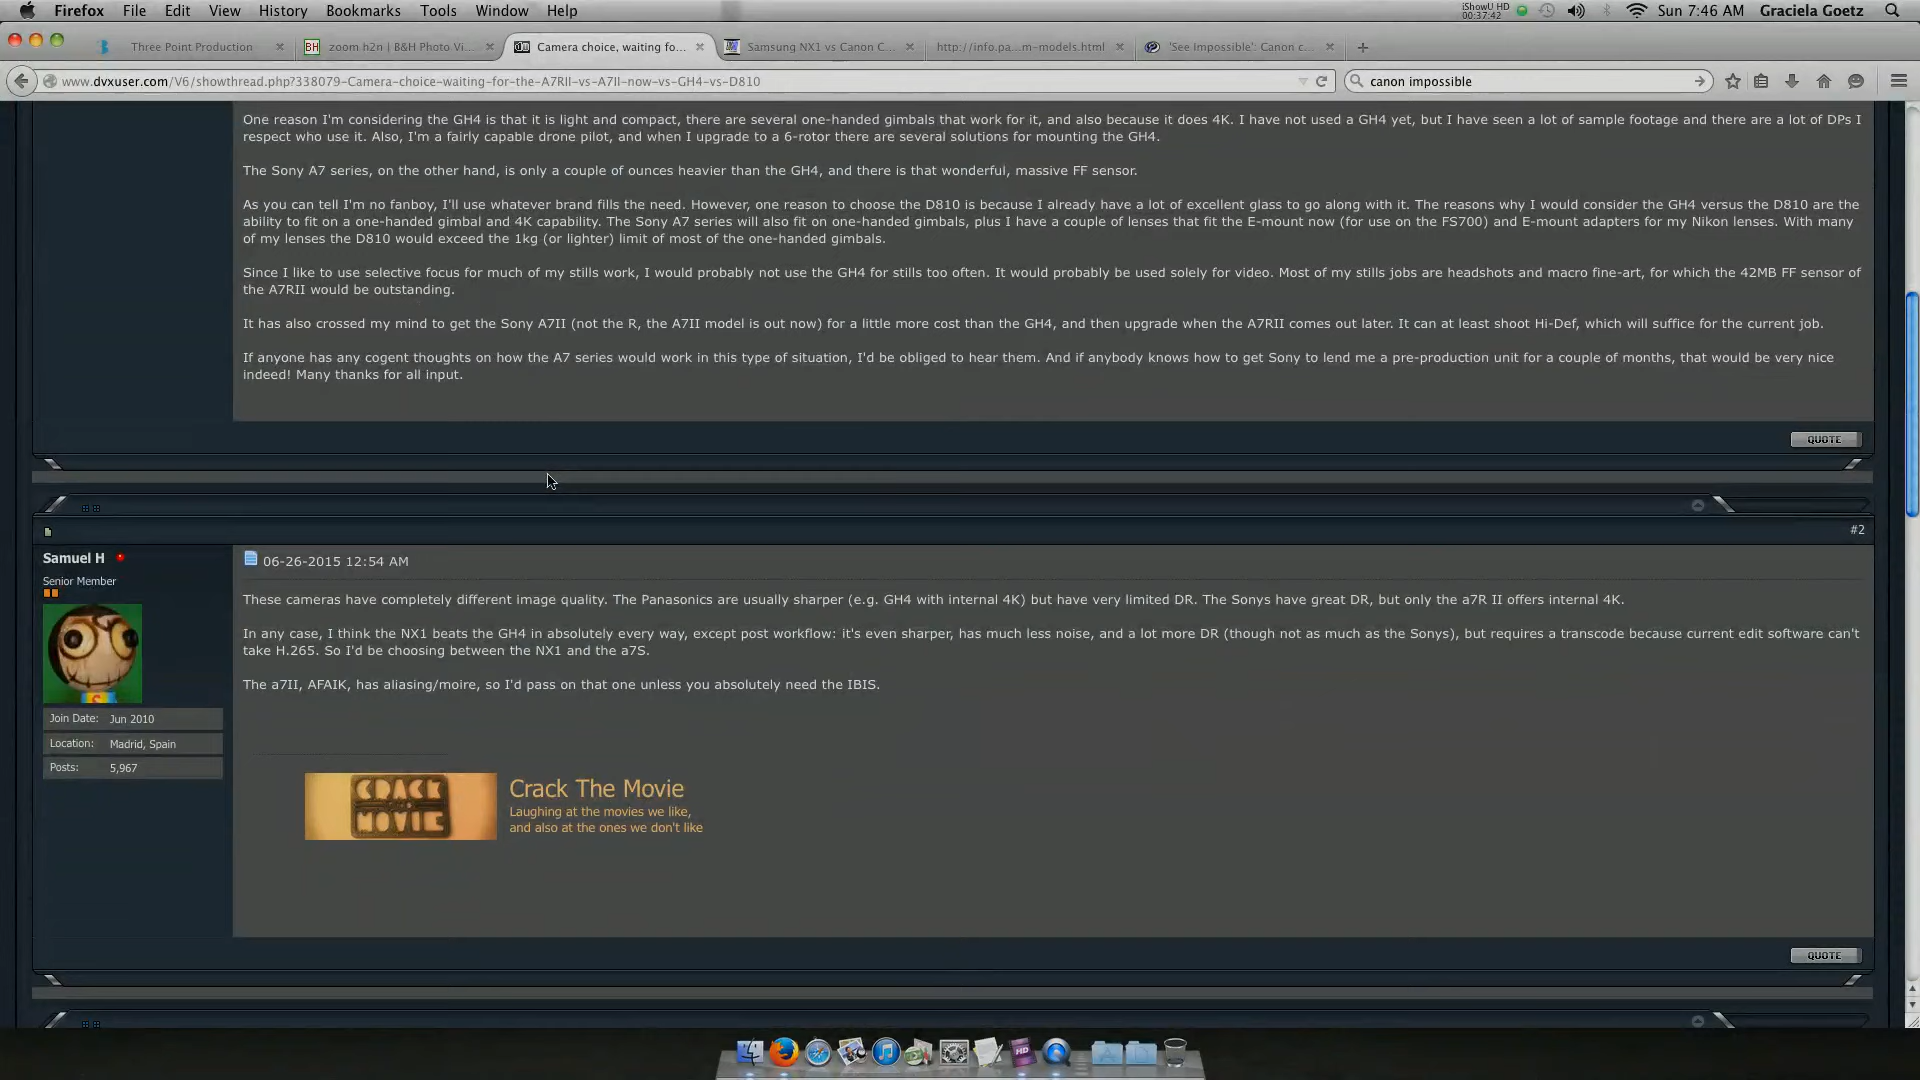 Firefox File Edit View History Bookmarks Tools Window Help iShowU HD 00:37:42 Sun 7:46 AM Graciela Goetz
Three Point Production × BH zoom h2n | B&H Photo Vi... × Camera choice, waiting fo... × Samsung NX1 vs Canon C... × http://info.pa....m-models.html × 'See Impossible': Canon c... × +
www.dvxuser.com/V6/showthread.php?338079-Camera-choice-waiting-for-the-A7RII-vs-A7II-now-vs-GH4-vs-D810 canon impossible
One reason I'm considering the GH4 is that it is light and compact, there are several one-handed gimbals that work for it, and also because it does 4K. I have not used a GH4 yet, but I have seen a lot of sample footage and there are a lot of DPs I
respect who use it. Also, I'm a fairly capable drone pilot, and when I upgrade to a 6-rotor there are several solutions for mounting the GH4.
The Sony A7 series, on the other hand, is only a couple of ounces heavier than the GH4, and there is that wonderful, massive FF sensor.
As you can tell I'm no fanboy, I'll use whatever brand fills the need. However, one reason to choose the D810 is because I already have a lot of excellent glass to go along with it. The reasons why I would consider the GH4 versus the D810 are the
ability to fit on a one-handed gimbal and 4K capability. The Sony A7 series will also fit on one-handed gimbals, plus I have a couple of lenses that fit the E-mount now (for use on the FS700) and E-mount adapters for my Nikon lenses. With many
of my lenses the D810 would exceed the 1kg (or lighter) limit of most of the one-handed gimbals.
Since I like to use selective focus for much of my stills work, I would probably not use the GH4 for stills too often. It would probably be used solely for video. Most of my stills jobs are headshots and macro fine-art, for which the 42MB FF sensor of
the A7RII would be outstanding.
It has also crossed my mind to get the Sony A7II (not the R, the A7II model is out now) for a little more cost than the GH4, and then upgrade when the A7RII comes out later. It can at least shoot Hi-Def, which will suffice for the current job.
If anyone has any cogent thoughts on how the A7 series would work in this type of situation, I'd be obliged to hear them. And if anybody knows how to get Sony to lend me a pre-production unit for a couple of months, that would be very nice
indeed! Many thanks for all input.
QUOTE
#2
Samuel H
Senior Member
Join Date: Jun 2010
Location: Madrid, Spain
Posts: 5,967
06-26-2015 12:54 AM
These cameras have completely different image quality. The Panasonics are usually sharper (e.g. GH4 with internal 4K) but have very limited DR. The Sonys have great DR, but only the a7R II offers internal 4K.
In any case, I think the NX1 beats the GH4 in absolutely every way, except post workflow: it's even sharper, has much less noise, and a lot more DR (though not as much as the Sonys), but requires a transcode because current edit software can't
take H.265. So I'd be choosing between the NX1 and the a7S.
The a7II, AFAIK, has aliasing/moire, so I'd pass on that one unless you absolutely need the IBIS.
CRACK
MOVIE
Crack The Movie
Laughing at the movies we like,
and also at the ones we don't like
QUOTE
HD